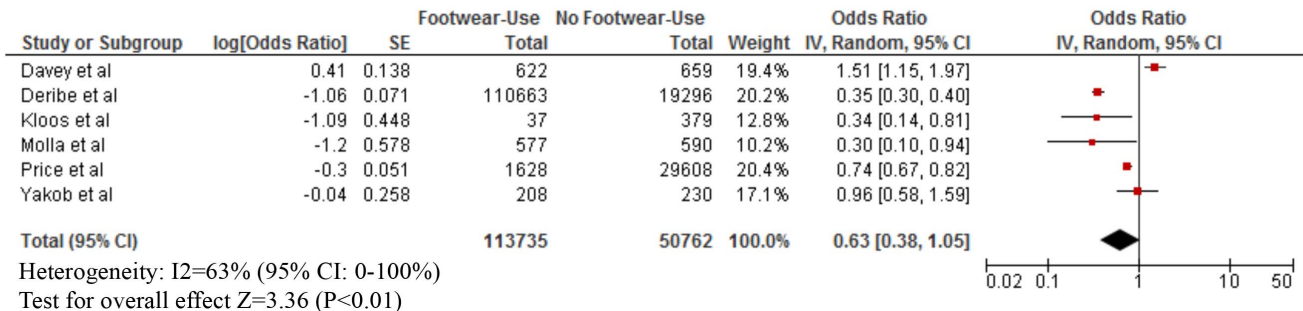 Footwear-Use No Footwear-Use Odds Ratio Odds Ratio
Study or Subgroup log[Odds Ratio] SE Total Total Weight IV, Random, 95% CI IV, Random, 95% CI
Davey et al 0.41 0.138 622 659 19.4% 1.51 [1.15, 1.97]
Deribe et al -1.06 0.071 110663 19296 20.2% 0.35 [0.30, 0.40]
Kloos et al -1.09 0.448 37 379 12.8% 0.34 [0.14, 0.81]
Molla et al -1.2 0.578 577 590 10.2% 0.30 [0.10, 0.94]
Price et al -0.3 0.051 1628 29608 20.4% 0.74 [0.67, 0.82]
Yakob et al -0.04 0.258 208 230 17.1% 0.96 [0.58, 1.59]
Total (95% CI) 113735 50762 100.0% 0.63 [0.38, 1.05]
Heterogeneity: I2=63% (95% CI: 0-100%)
0.02 0.1 1 10 50
Test for overall effect Z=3.36 (P<0.01)